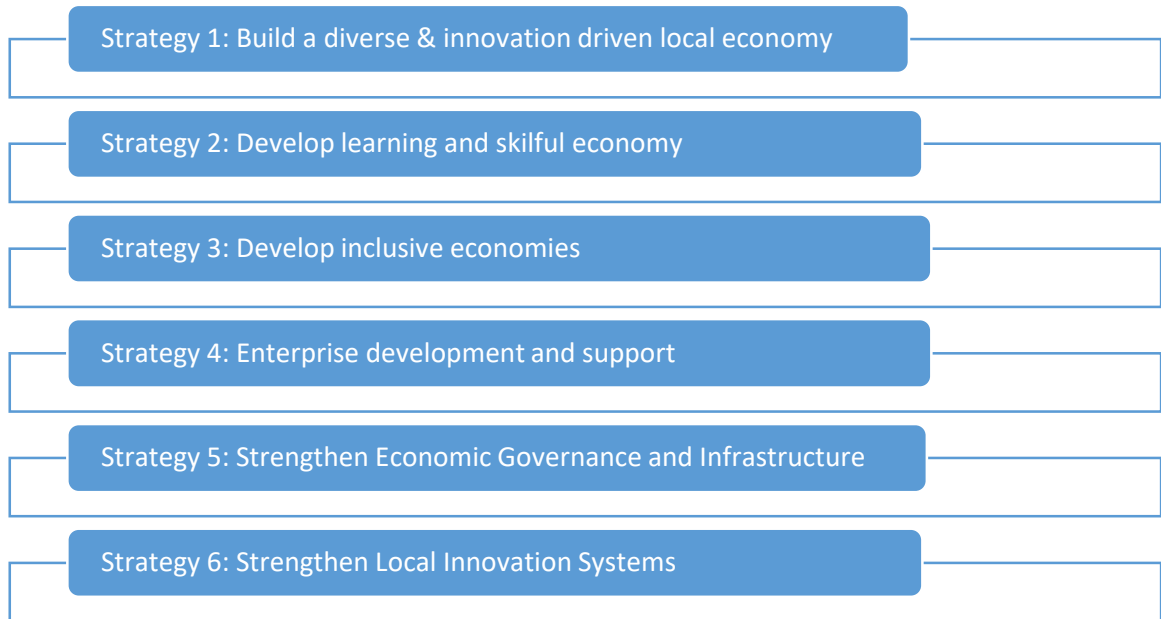 Strategy 1: Build a diverse & innovation driven local economy
Strategy 2: Develop learning and skilful economy
Strategy 3: Develop inclusive economies
Strategy 4: Enterprise development and support
Strategy 5: Strengthen Economic Governance and Infrastructure
Strategy 6: Strengthen Local Innovation Systems